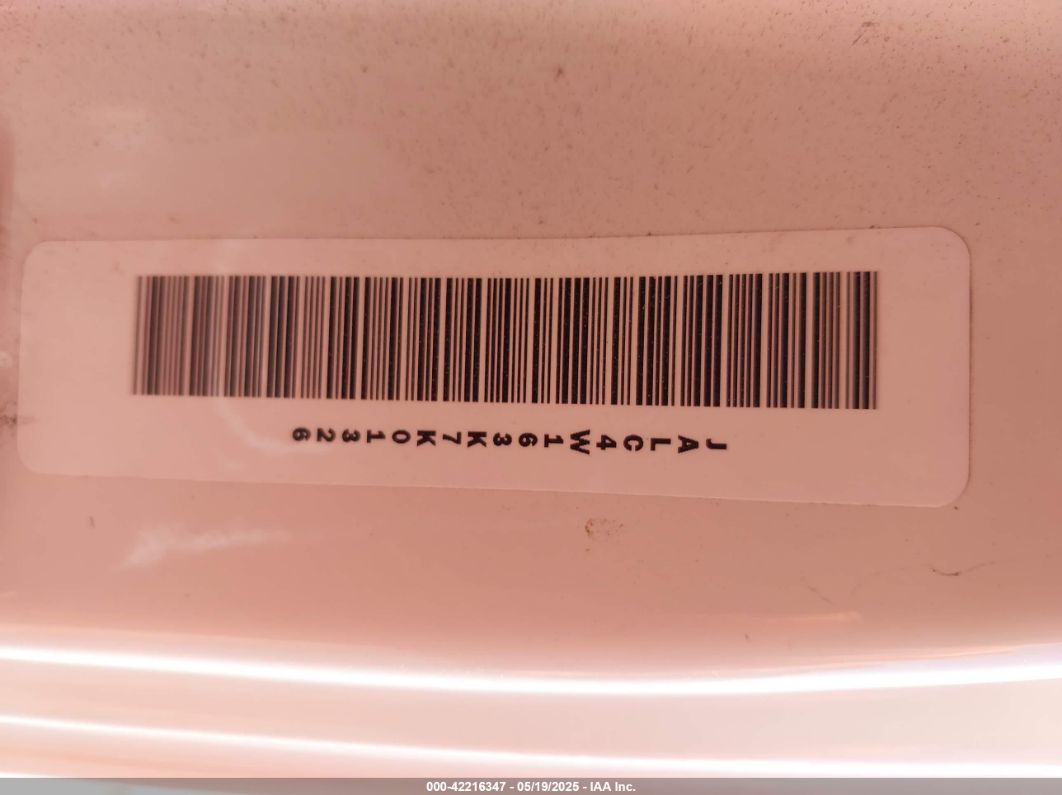 JALC4W163K7K01326
000-42216347 - 05/19/2025 - IAA Inc.